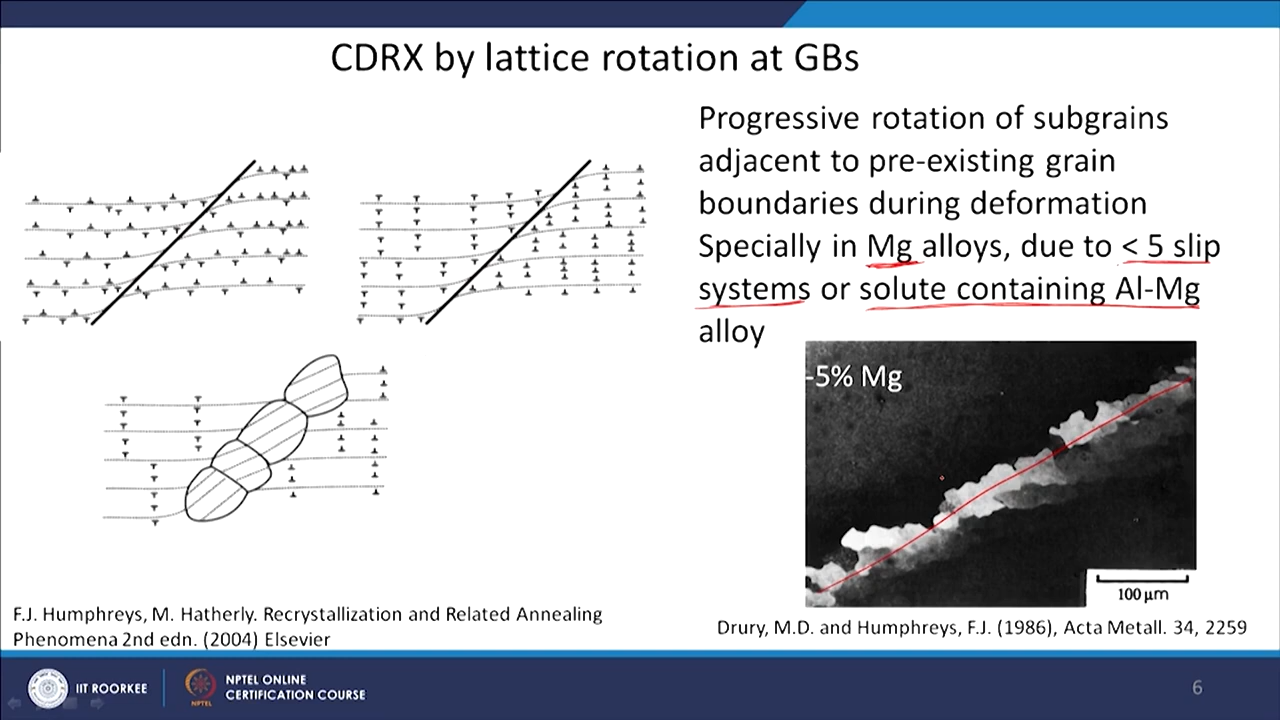 CDRX by lattice rotation at GBs
Progressive rotation of subgrains
adjacent to pre-existing grain
boundaries during deformation
Specially in Mg alloys, due to < 5 slip
systems or solute containing Al-Mg
alloy
-5% Mg
100 μm
F.J. Humphreys, M. Hatherly. Recrystallization and Related Annealing
Phenomena 2nd edn. (2004) Elsevier
Drury, M.D. and Humphreys, F.J. (1986), Acta Metall. 34, 2259
IIT ROORKEE
NPTEL ONLINE
CERTIFICATION COURSE
NPTEL
6